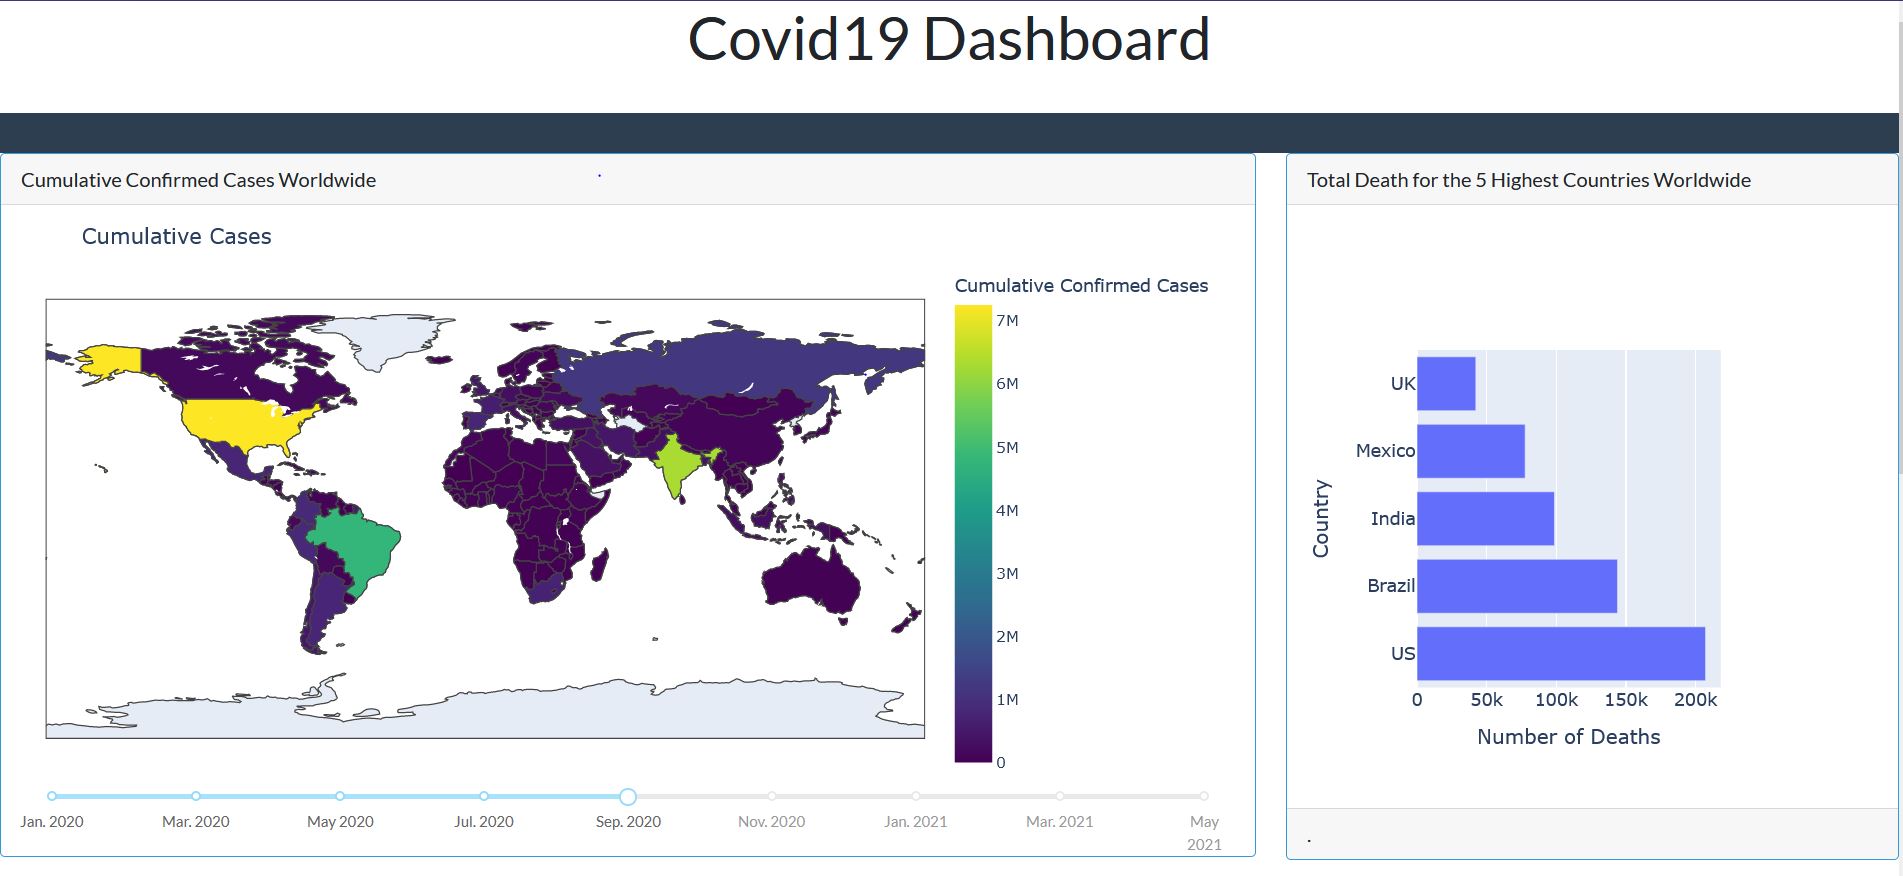 Covid19 Dashboard
Cumulative Confirmed Cases Worldwide
Cumulative Cases
Cumulative Confirmed Cases
7M
6M
5M
4M
3M
2M
1M
0
Jan. 2020
Mar. 2020
May 2020
Jul. 2020
Sep. 2020
Nov. 2020
Jan. 2021
Mar. 2021
May
2021
Total Death for the 5 Highest Countries Worldwide
Country
UK
Mexico
India
Brazil
US
0
50k
100k
150k
200k
Number of Deaths
.